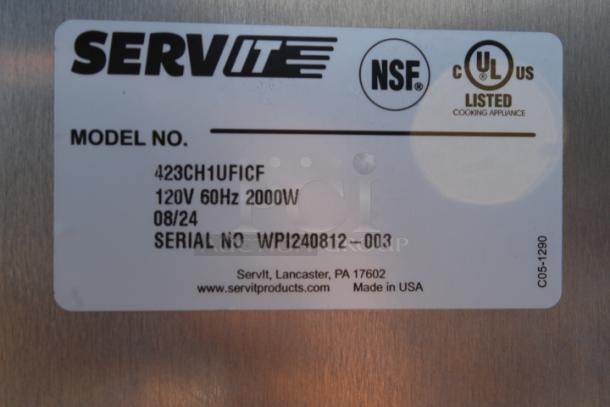 SERVIT
NSF®
C UL® US
LISTED
COOKING APPLIANCE
MODEL NO.
423CH1UFICF
120V 60Hz 2000W
08/24
SERIAL NO WPI240812-003
ServIt, Lancaster, PA 17602
www.servitproducts.com Made in USA
C05-1290